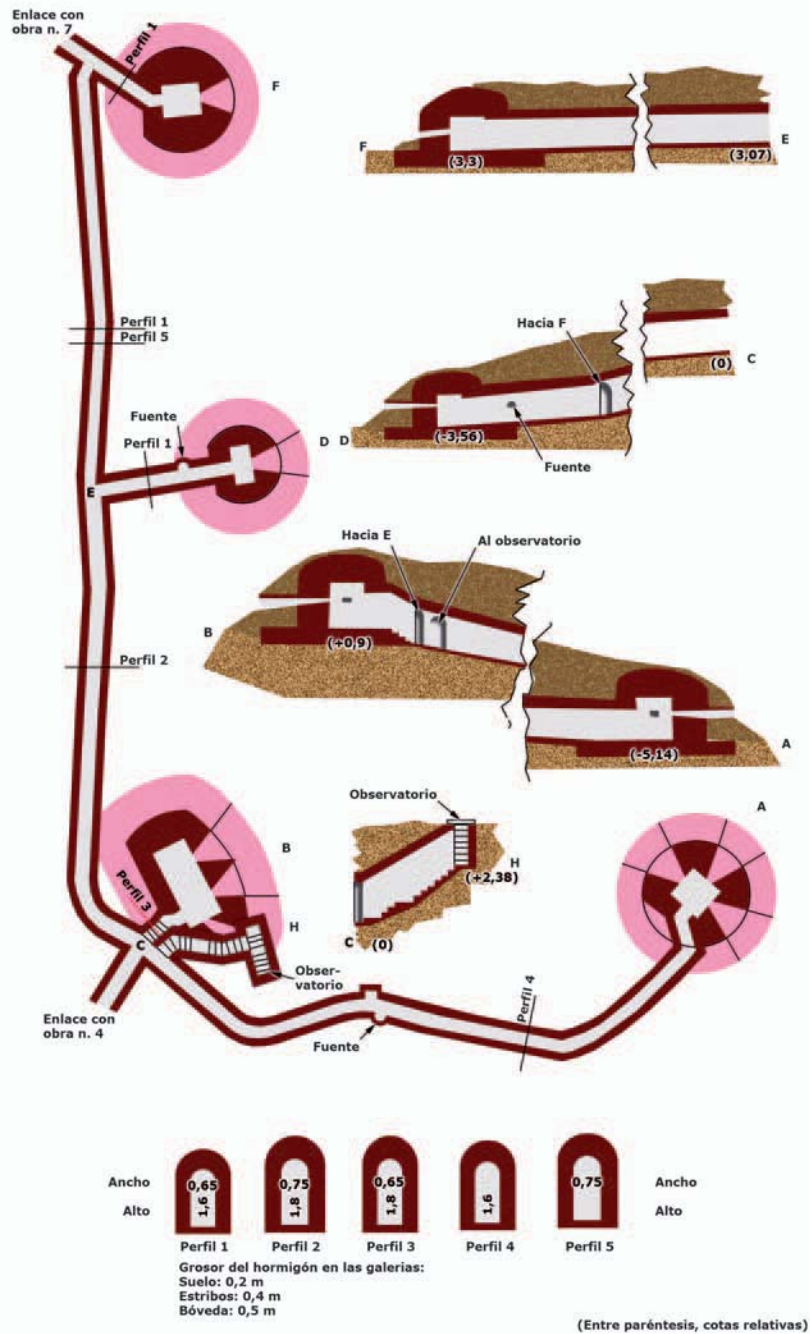 Enlace con
obra n. 7
Perfil 1
F
F
(3,3)
(3,07)
E
Perfil 1
Perfil 5
Hacia F
(0)
C
Fuente
Perfil 1
D
D
(-3,56)
Fuente
E
Hacia E
Al observatorio
B
(+0,9)
Perfil 2
(-5,14)
A
Observatorio
H
(+2,38)
C
(0)
A
B
Perfil 3
H
C
Obser-
vatorio
Enlace con
obra n. 4
Fuente
Perfil 4
Ancho
0,65
0,75
0,65
0,75
Ancho
Alto
1,6
1,8
1,8
1,6
Alto
Perfil 1
Perfil 2
Perfil 3
Perfil 4
Perfil 5
Grosor del hormigón en las galerias:
Suelo: 0,2 m
Estribos: 0,4 m
Bóveda: 0,5 m
(Entre paréntesis, cotas relativas)